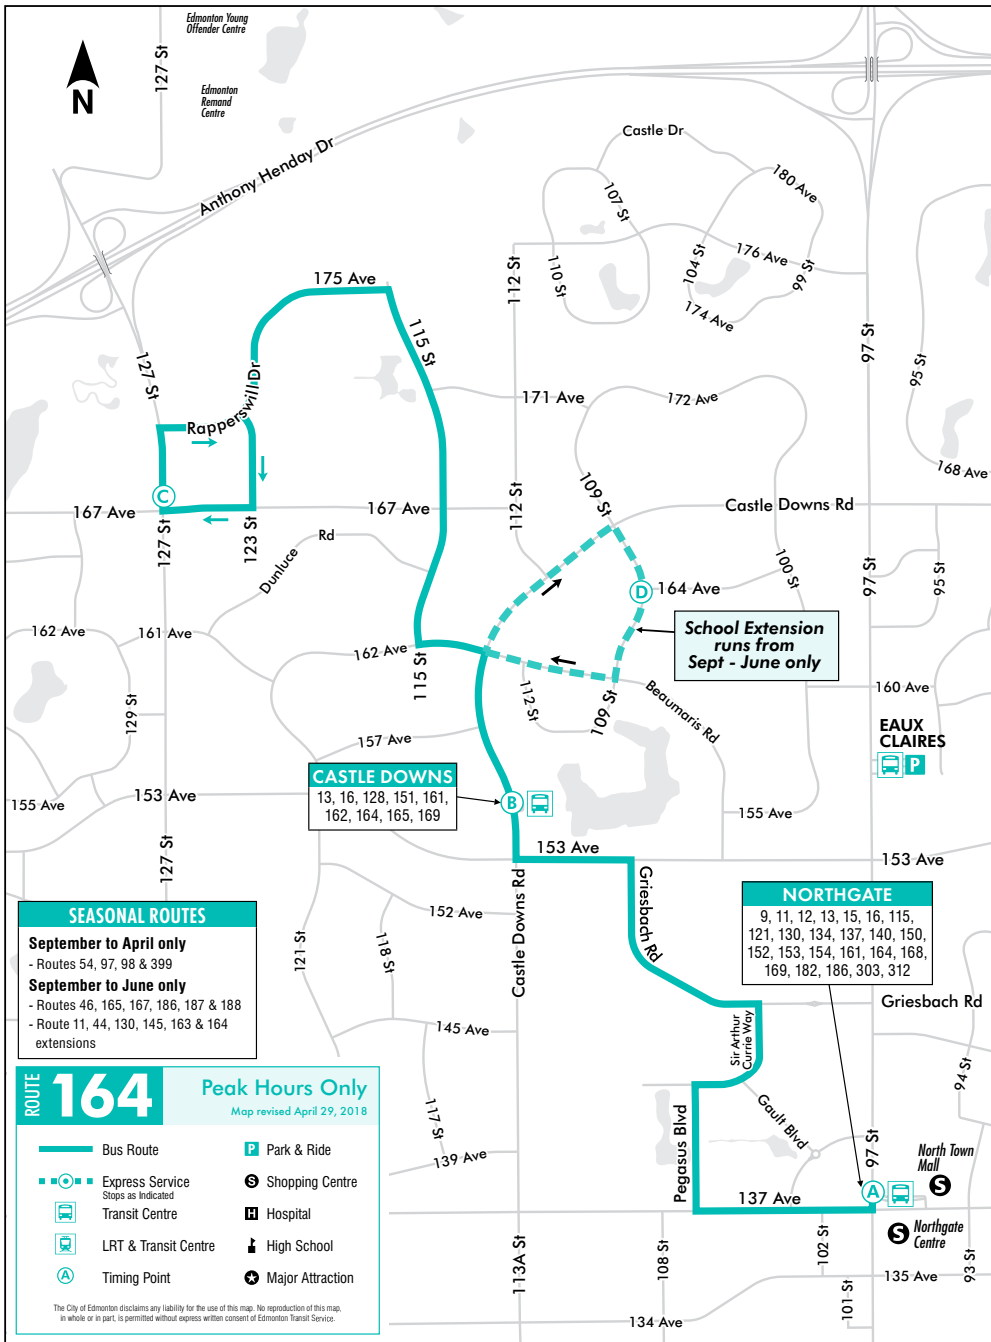 Edmonton Young
Offender Centre
127 St
Edmonton
Remand
Centre
N
Anthony Henday Dr
Castle Dr
180 Ave
107 St
176 Ave
104 St
99 St
110 St
112 St
174 Ave
175 Ave
115 St
97 St
127 St
95 St
Rapperswill Dr
171 Ave
172 Ave
168 Ave
C
167 Ave
167 Ave
109 St
112 St
Castle Downs Rd
127 St
123 St
Dunluce Rd
100 St
97 St
95 St
D
164 Ave
School Extension
runs from
Sept - June only
162 Ave
161 Ave
162 Ave
115 St
112 St
109 St
Beaumaris Rd
160 Ave
129 St
157 Ave
EAUX
CLAIRES
P
CASTLE DOWNS
13, 16, 128, 151, 161,
162, 164, 165, 169
B
155 Ave
153 Ave
155 Ave
127 St
153 Ave
153 Ave
Castle Downs Rd
Griesbach Rd
NORTHGATE
9, 11, 12, 13, 15, 16, 115,
121, 130, 134, 137, 140, 150,
152, 153, 154, 161, 164, 168,
169, 182, 186, 303, 312
SEASONAL ROUTES
September to April only
- Routes 54, 97, 98 & 399
September to June only
- Routes 46, 165, 167, 186, 187 & 188
- Route 11, 44, 130, 145, 163 & 164
extensions
152 Ave
121 St
118 St
Griesbach Rd
145 Ave
Sir Arthur
Currie Way
94 St
117 St
Gault Blvd
Pegasus Blvd
97 St
139 Ave
North Town
Mall
S
137 Ave
A
S
Northgate
Centre
113A St
108 St
102 St
93 St
135 Ave
101 St
134 Ave
ROUTE
164
Peak Hours Only
Map revised April 29, 2018
Bus Route
P Park & Ride
Express Service
Stops as Indicated
S Shopping Centre
Transit Centre
H Hospital
LRT & Transit Centre
High School
A Timing Point
Major Attraction
The City of Edmonton disclaims any liability for the use of this map. No reproduction of this map,
in whole or in part, is permitted without express written consent of Edmonton Transit Service.